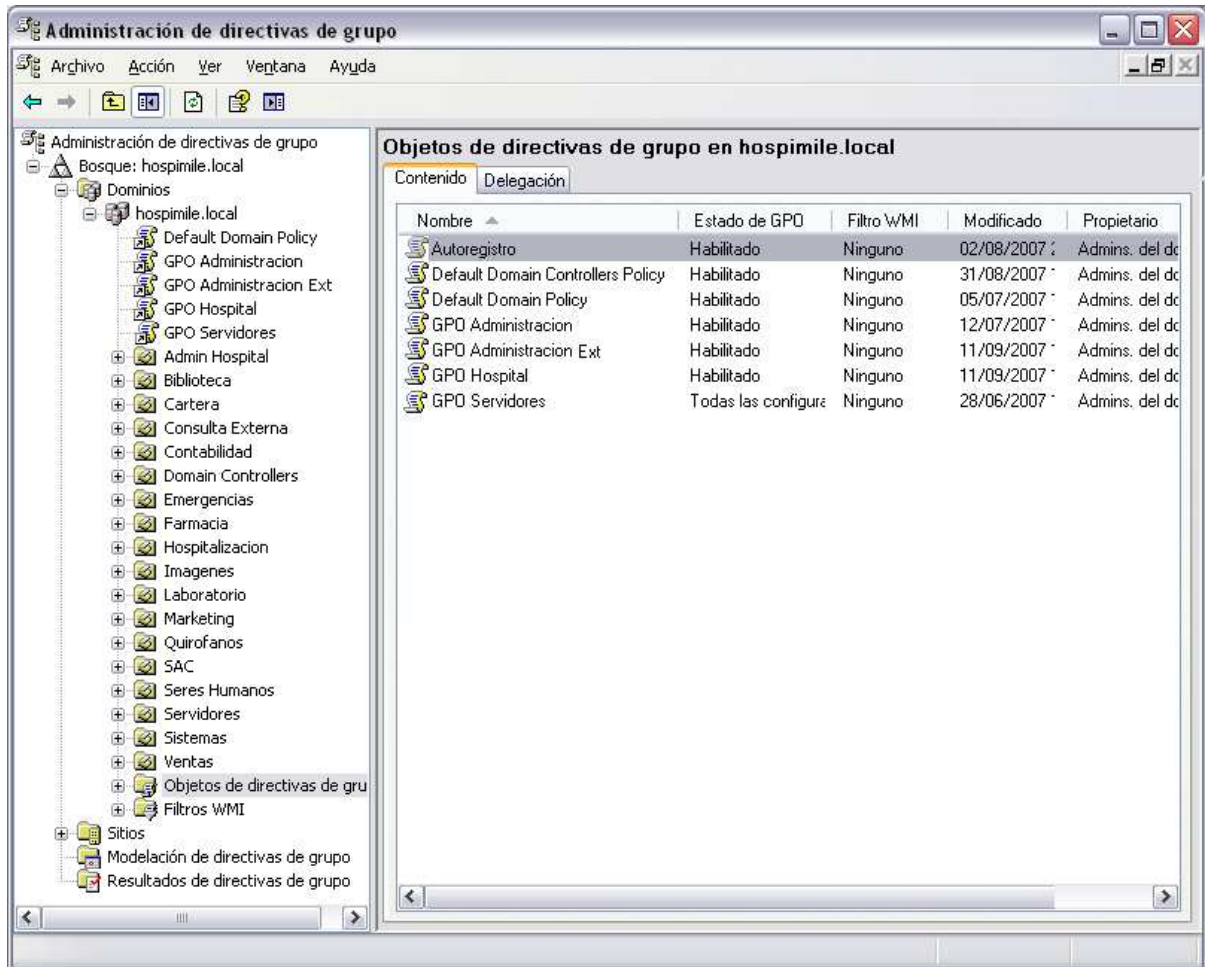 Administración de directivas de grupo
Archivo Acción Ver Ventana Ayuda
Administración de directivas de grupo
Bosque: hospimile.local
Dominios
hospimile.local
Default Domain Policy
GPO Administracion
GPO Administracion Ext
GPO Hospital
GPO Servidores
Admin Hospital
Biblioteca
Cartera
Consulta Externa
Contabilidad
Domain Controllers
Emergencias
Farmacia
Hospitalizacion
Imagenes
Laboratorio
Marketing
Quirofanos
SAC
Seres Humanos
Servidores
Sistemas
Ventas
Objetos de directivas de gru
Filtros WMI
Sitios
Modelación de directivas de grupo
Resultados de directivas de grupo
Objetos de directivas de grupo en hospimile.local
Contenido Delegación
Nombre Estado de GPO Filtro WMI Modificado Propietario
Autoregistro Habilitado Ninguno 02/08/2007 Admins. del do
Default Domain Controllers Policy Habilitado Ninguno 31/08/2007 Admins. del do
Default Domain Policy Habilitado Ninguno 05/07/2007 Admins. del do
GPO Administracion Habilitado Ninguno 12/07/2007 Admins. del do
GPO Administracion Ext Habilitado Ninguno 11/09/2007 Admins. del do
GPO Hospital Habilitado Ninguno 11/09/2007 Admins. del do
GPO Servidores Todas las configura Ninguno 28/06/2007 Admins. del do